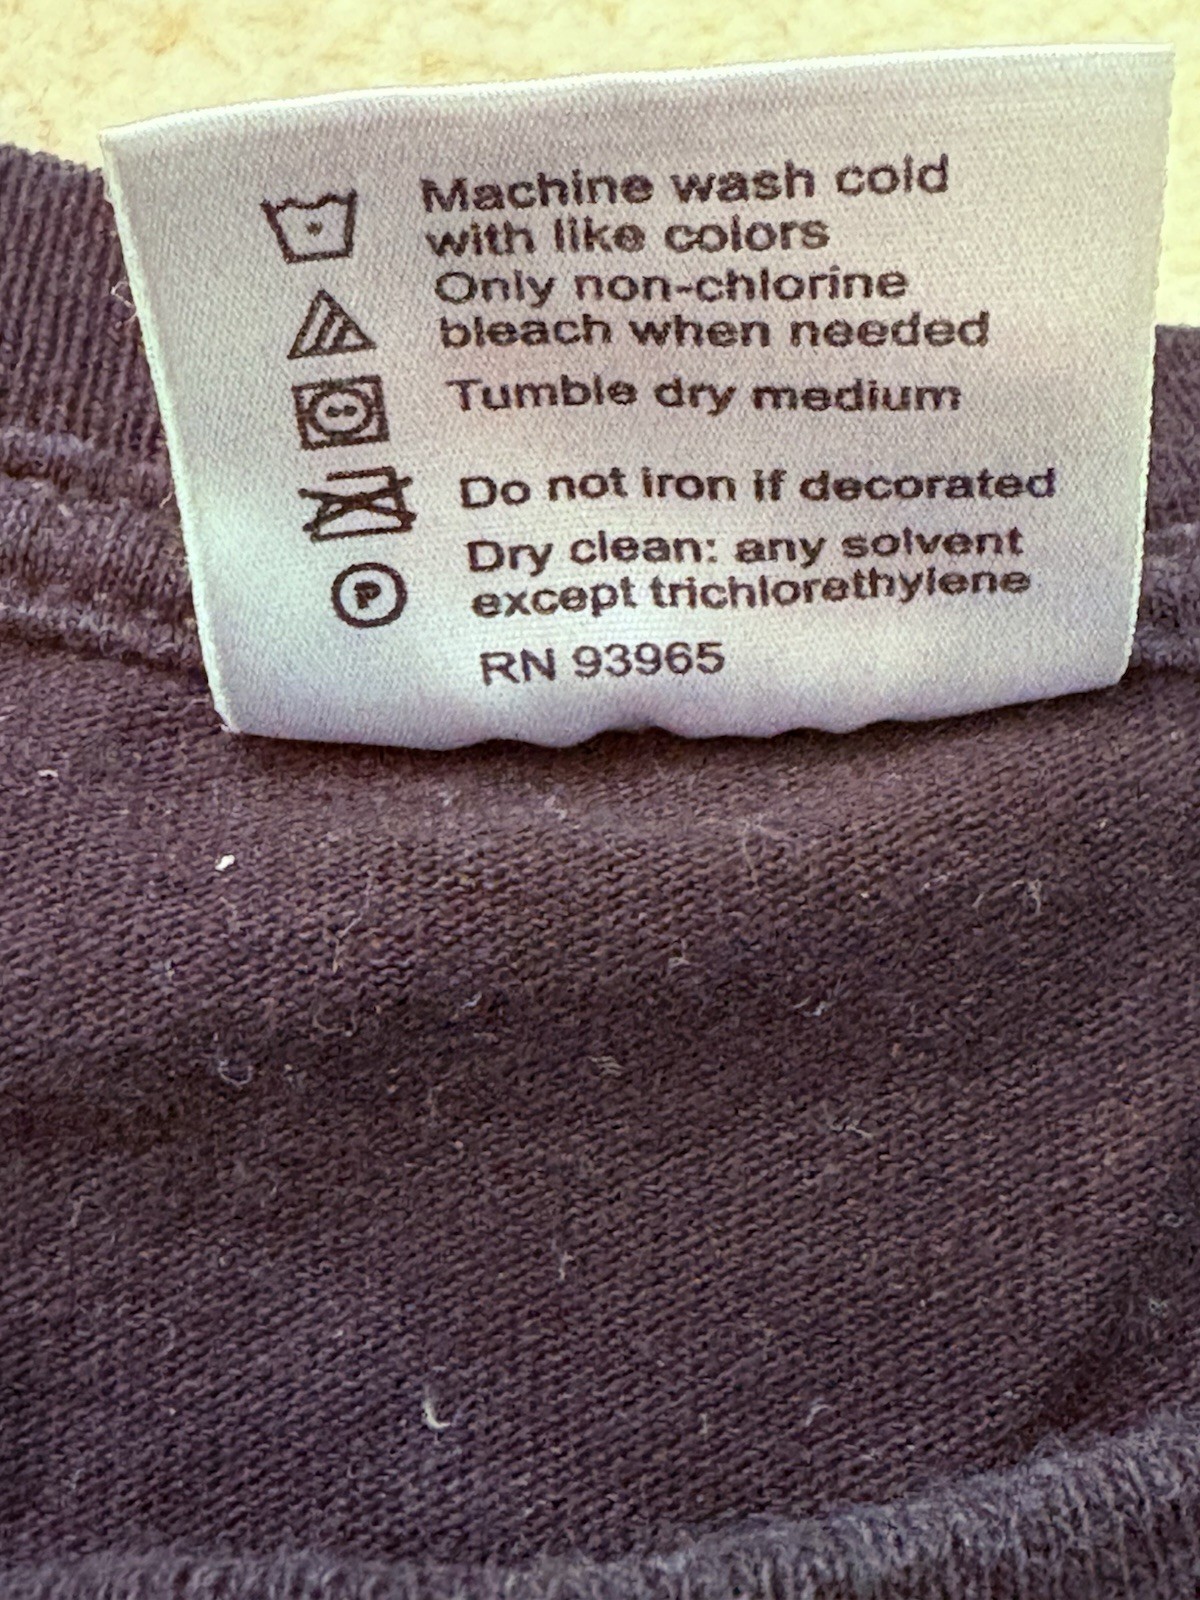 Machine wash cold
with like colors
Only non-chlorine
bleach when needed
Tumble dry medium
Do not iron if decorated
P
Dry clean: any solvent
except trichlorethylene
RN 93965